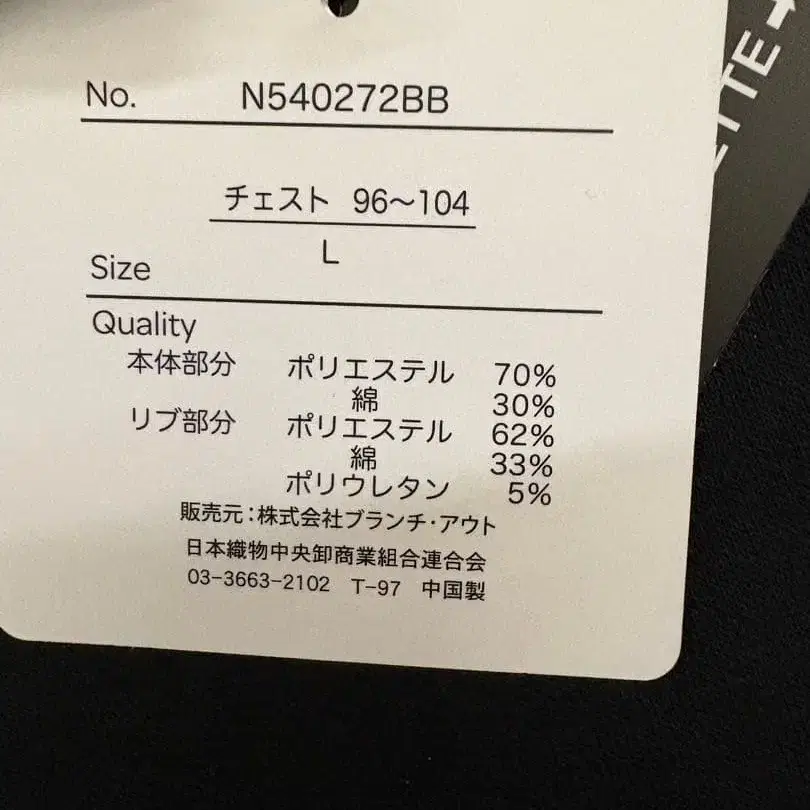 No. N540272BB
チェスト 96〜104
L
Size
Quality
本体部分 ポリエステル 70%
綿 30%
リブ部分 ポリエステル 62%
綿 33%
ポリウレタン 5%
販売元:株式会社ブランチ・アウト
日本織物中央卸商業組合連合会
03-3663-2102 T-97 中国製